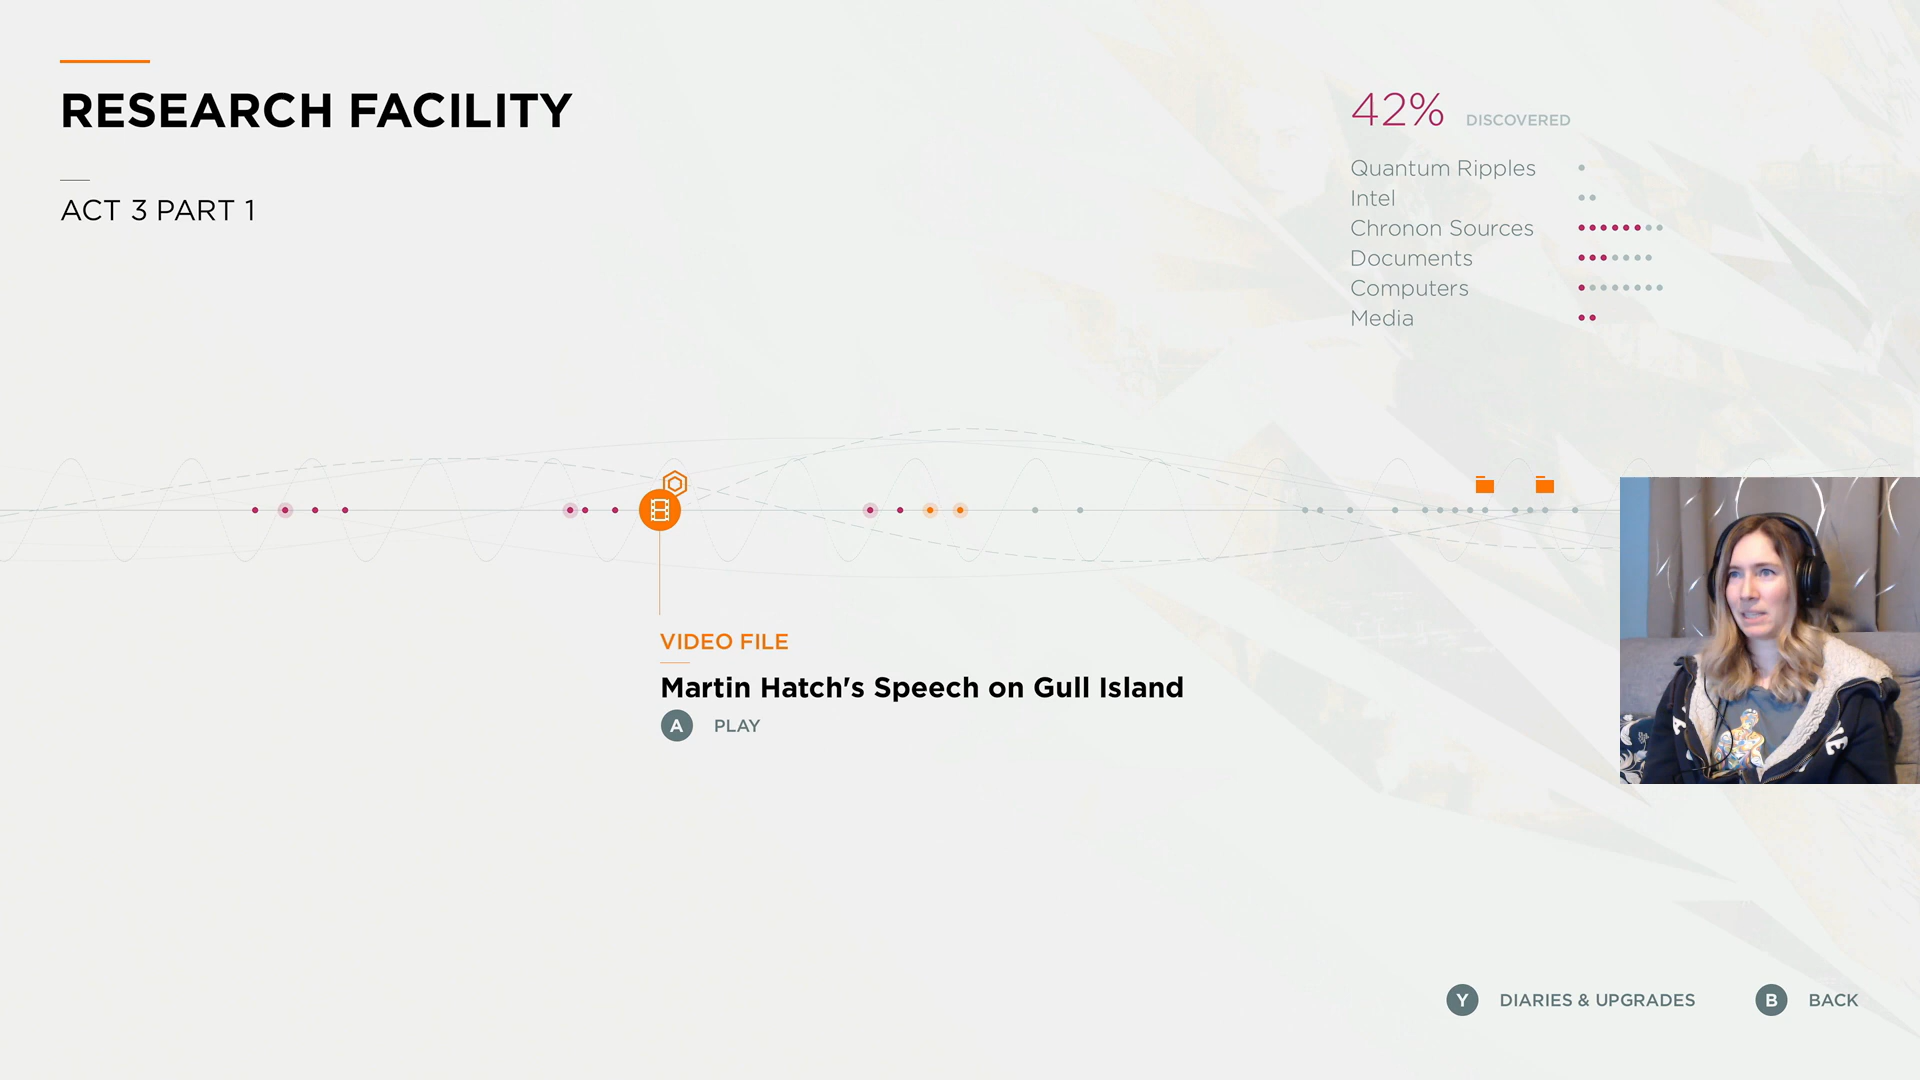 RESEARCH FACILITY
ACT 3 PART 1
42% DISCOVERED
Quantum Ripples
Intel
Chronon Sources
Documents
Computers
Media
VIDEO FILE
Martin Hatch's Speech on Gull Island
A PLAY
Y DIARIES & UPGRADES
B BACK